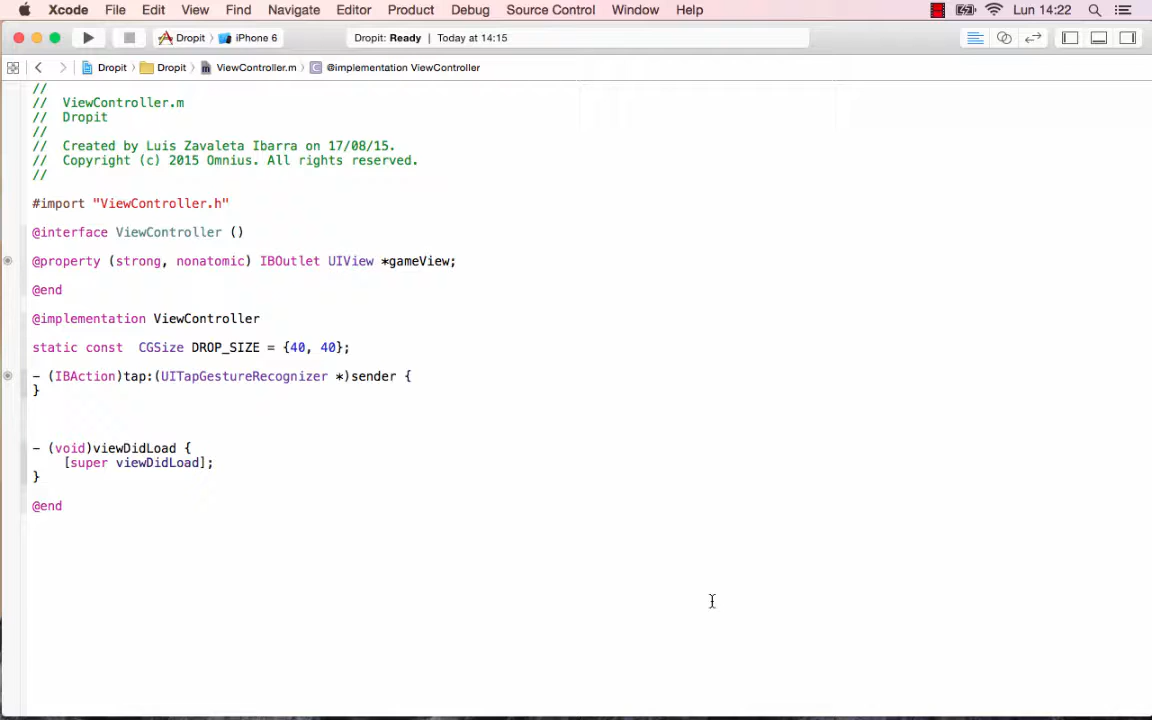 Xcode File Edit View Find Navigate Editor Product Debug Source Control Window Help Lun 14:22
Dropit iPhone 6 Dropit: Ready | Today at 14:15
Dropit Dropit ViewController.m @implementation ViewController
//
// ViewController.m
// Dropit
//
// Created by Luis Zavaleta Ibarra on 17/08/15.
// Copyright (c) 2015 Omnius. All rights reserved.
//
#import "ViewController.h"
@interface ViewController ()
@property (strong, nonatomic) IBOutlet UIView *gameView;
@end
@implementation ViewController
static const  CGSize DROP_SIZE = {40, 40};
- (IBAction)tap:(UITapGestureRecognizer *)sender {
}
- (void)viewDidLoad {
[super viewDidLoad];
}
@end